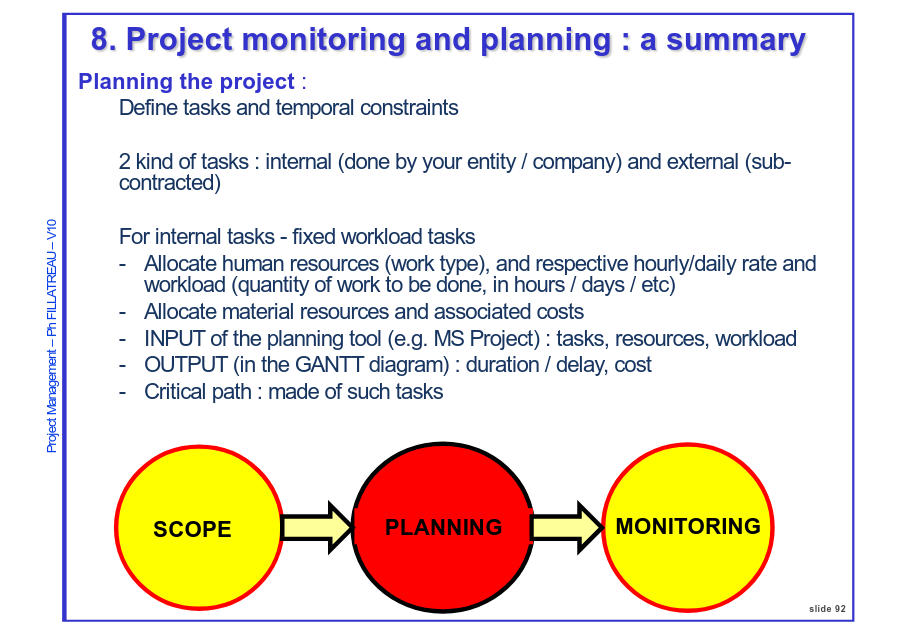 8. Project monitoring and planning : a summary
Planning the project :
Define tasks and temporal constraints
2 kind of tasks : internal (done by your entity / company) and external (sub-
contracted)
For internal tasks - fixed workload tasks
- Allocate human resources (work type), and respective hourly/daily rate and
workload (quantity of work to be done, in hours / days / etc)
- Allocate material resources and associated costs
- INPUT of the planning tool (e.g. MS Project) : tasks, resources, workload
- OUTPUT (in the GANTT diagram) : duration / delay, cost
- Critical path : made of such tasks
Project Management – Ph FILLATREAU – V10
SCOPE
PLANNING
MONITORING
slide 92